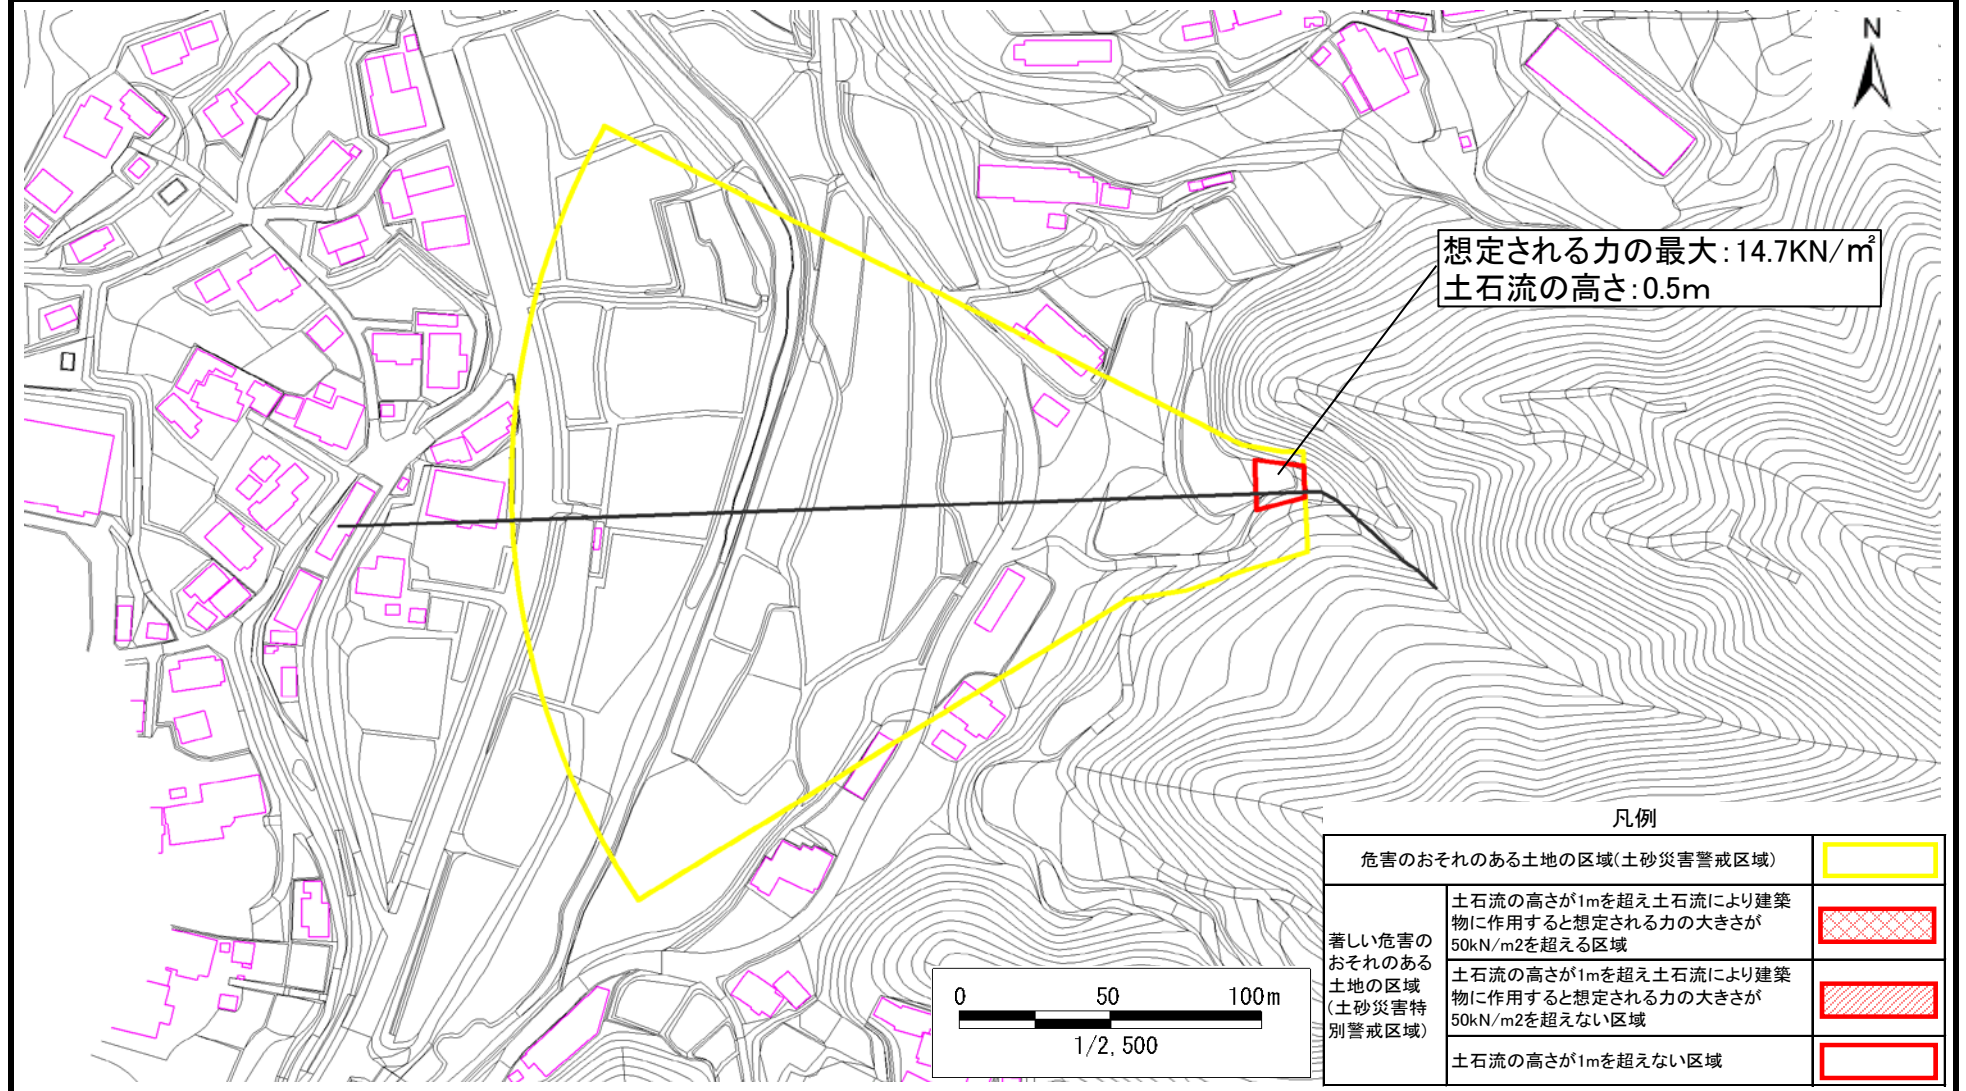 N
想定される力の最大:14.7KN/㎡
土石流の高さ:0.5m
凡例
危害のおそれのある土地の区域(土砂災害警戒区域)
著しい危害の
おそれのある
土地の区域
(土砂災害特
別警戒区域)
土石流の高さが1mを超え土石流により建築
物に作用すると想定される力の大きさが
50kN/m2を超える区域
土石流の高さが1mを超え土石流により建築
物に作用すると想定される力の大きさが
50kN/m2を超えない区域
土石流の高さが1mを超えない区域
0 50 100m
1/2,500